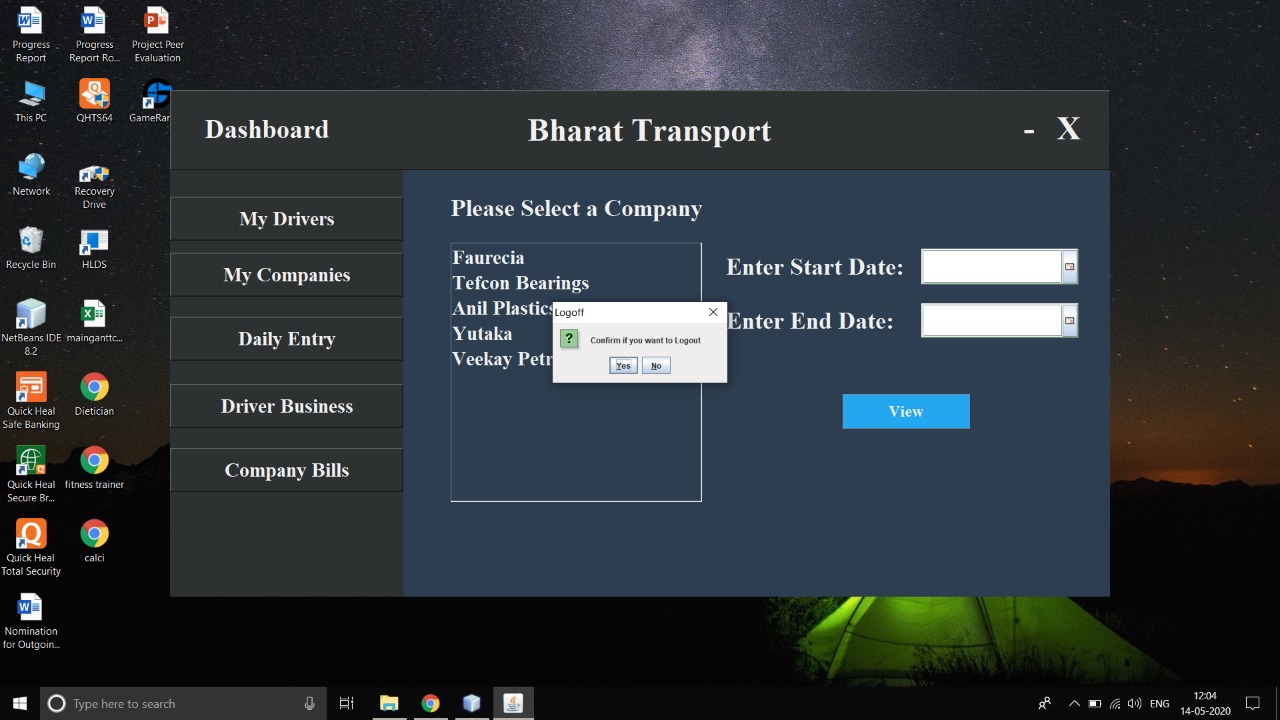 Progress Report
Progress Report Ro...
Project Peer Evaluation
This PC
QHTS64
GameRan
Network
Recovery Drive
Recycle Bin
HLDS
NetBeans IDE 8.2
mainganttc...
Quick Heal Safe Banking
Dietician
Quick Heal Secure Br...
fitness trainer
Quick Heal Total Security
calci
Nomination for Outgoin...
Dashboard
Bharat Transport
- X
My Drivers
My Companies
Daily Entry
Driver Business
Company Bills
Please Select a Company
Faurecia
Tefcon Bearings
Anil Plastics
Yutaka
Veekay Petr
Enter Start Date:
Enter End Date:
View
Logoff
?
Confirm if you want to Logout
Yes No
Type here to search
ENG
12:04
14-05-2020